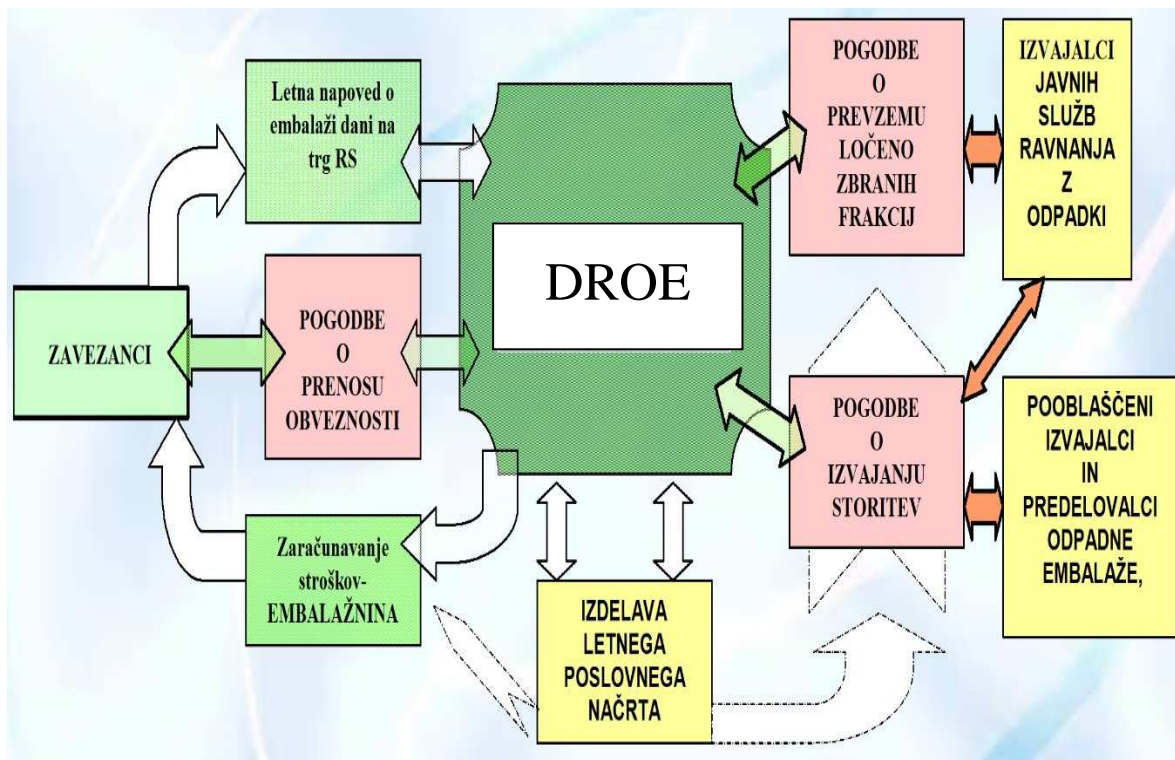 Letna napoved o
embalaži dani na
trg RS
ZAVEZANCI
POGODBE
O
PRENOSU
OBVEZNOSTI
Zaračunavanje
stroškov-
EMBALAŽNINA
DROE
IZDELAVA
LETNEGA
POSLOVNEGA
NAČRTA
POGODBE
O
PREVZEMU
LOČENO
ZBRANIH
FRAKCIJ
IZVAJALCI
JAVNIH
SLUŽB
RAVNANJA
Z
ODPADKI
POGODBE
O
IZVAJANJU
STORITEV
POOBLAŠČENI
IZVAJALCI
IN
PREDELOVALCI
ODPADNE
EMBALAŽE,